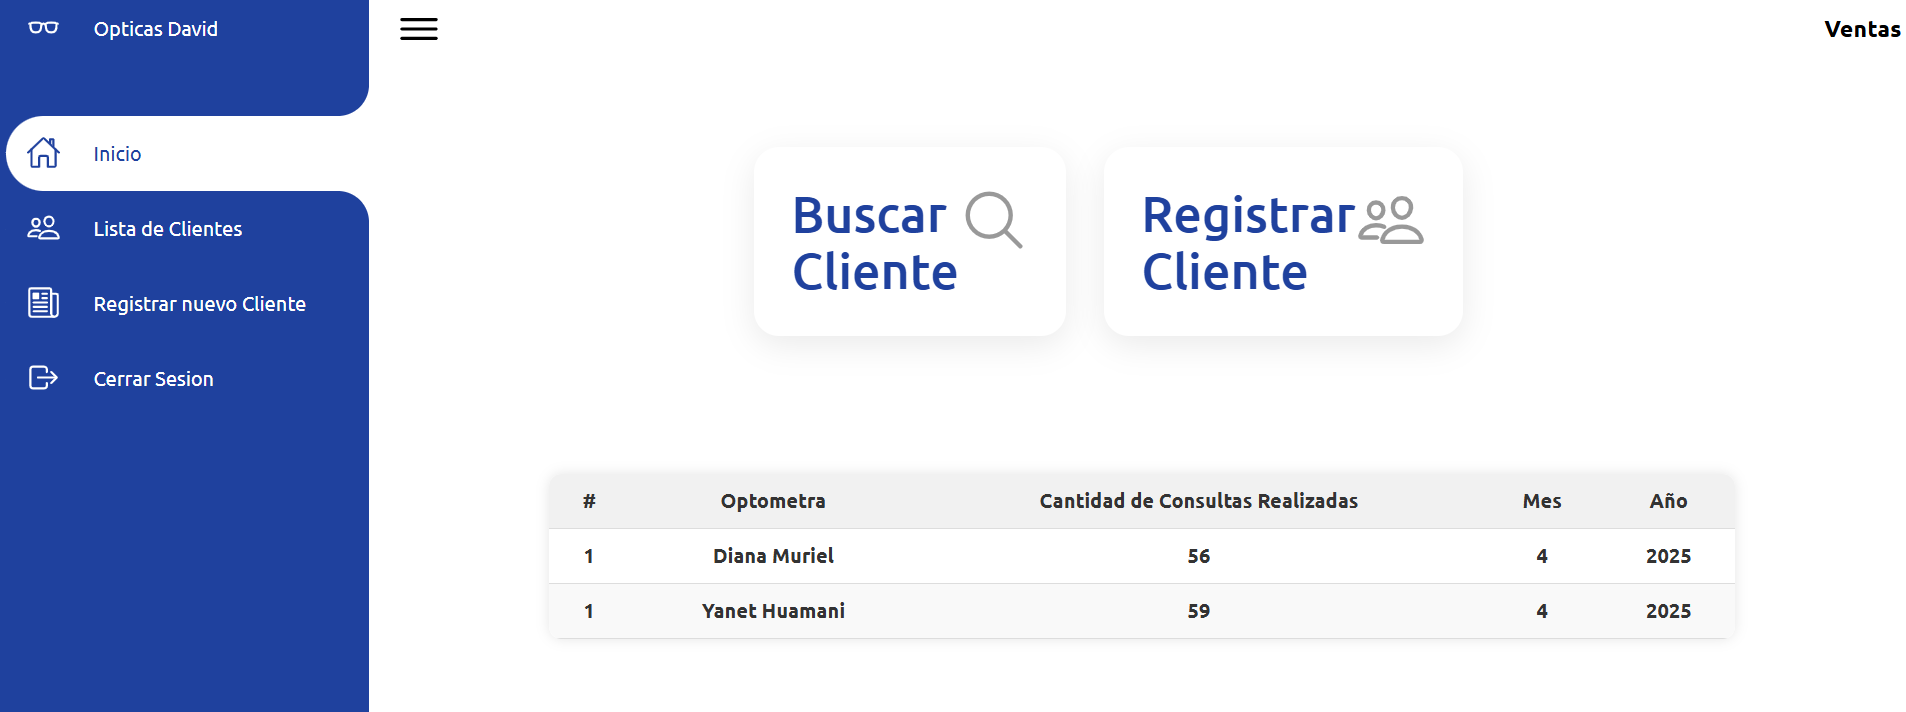 Opticas David
Ventas
Inicio
Lista de Clientes
Registrar nuevo Cliente
Cerrar Sesion
Buscar
Cliente
Registrar
Cliente
# Optometra Cantidad de Consultas Realizadas Mes Año
1 Diana Muriel 56 4 2025
1 Yanet Huamani 59 4 2025